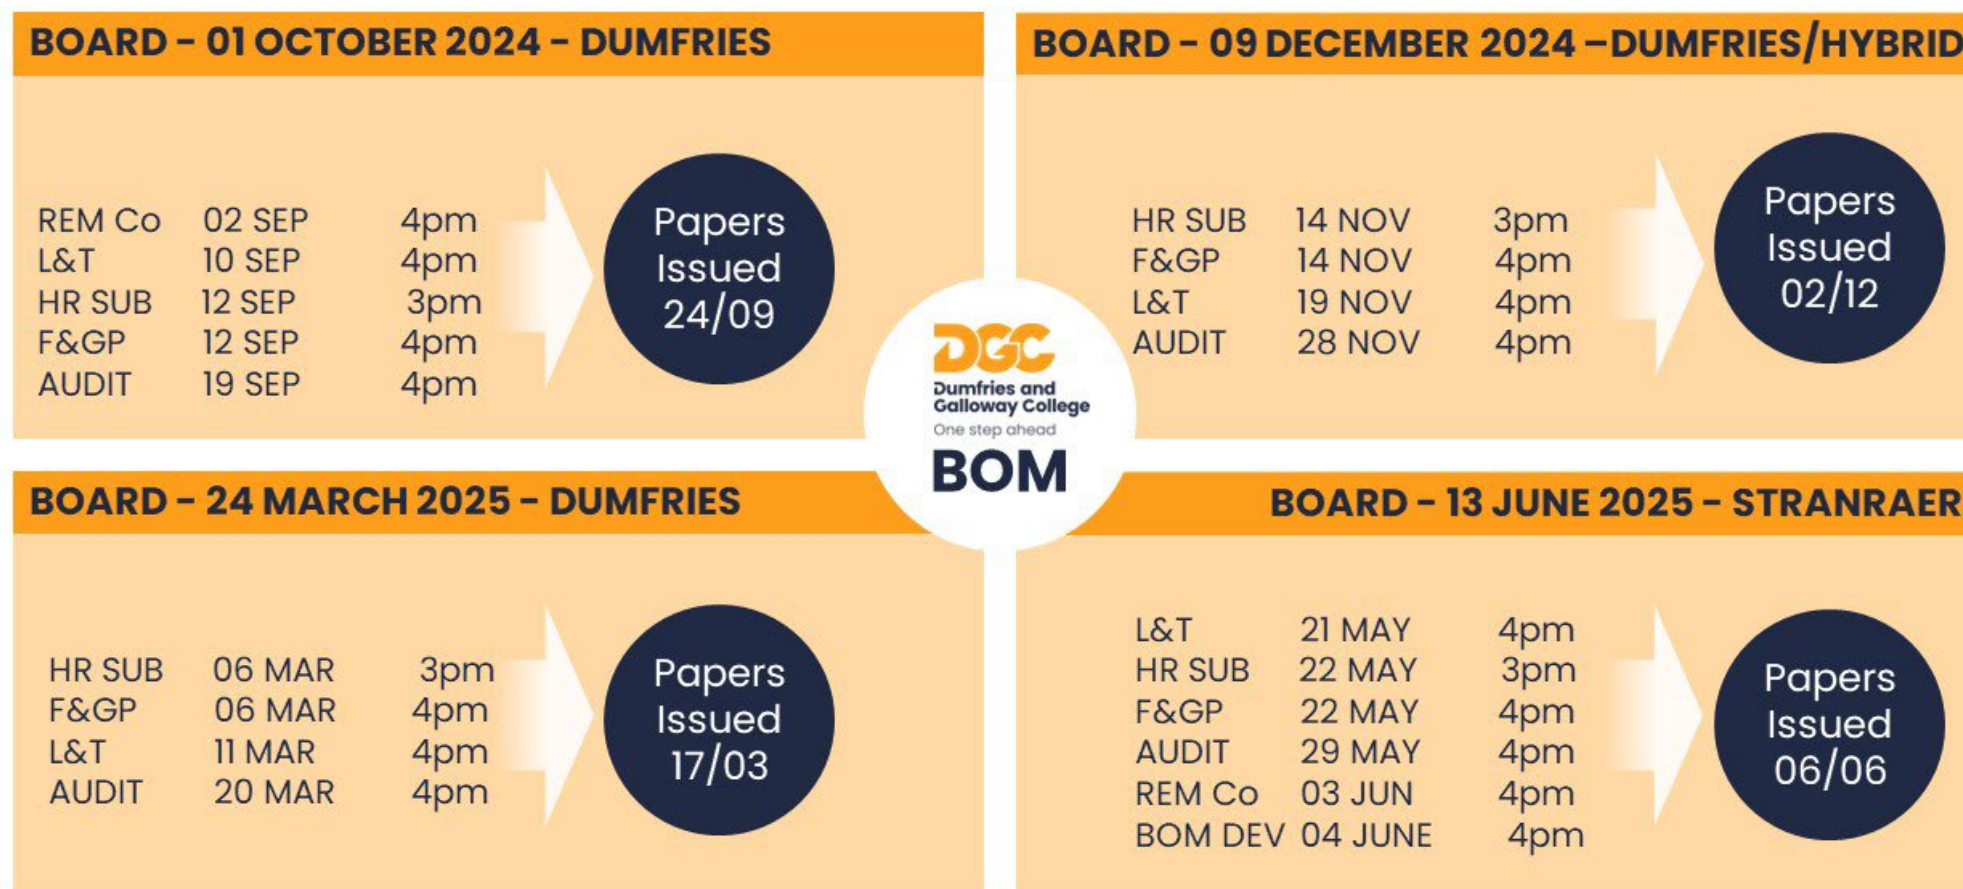 BOARD - 01 OCTOBER 2024 - DUMFRIES
REM Co 02 SEP 4pm
L&T 10 SEP 4pm
HR SUB 12 SEP 3pm
F&GP 12 SEP 4pm
AUDIT 19 SEP 4pm
Papers
Issued
24/09
BOARD - 09 DECEMBER 2024 –DUMFRIES/HYBRID
HR SUB 14 NOV 3pm
F&GP 14 NOV 4pm
L&T 19 NOV 4pm
AUDIT 28 NOV 4pm
Papers
Issued
02/12
DGC
Dumfries and
Galloway College
One step ahead
BOM
BOARD - 24 MARCH 2025 - DUMFRIES
HR SUB 06 MAR 3pm
F&GP 06 MAR 4pm
L&T 11 MAR 4pm
AUDIT 20 MAR 4pm
Papers
Issued
17/03
BOARD - 13 JUNE 2025 - STRANRAER
L&T 21 MAY 4pm
HR SUB 22 MAY 3pm
F&GP 22 MAY 4pm
AUDIT 29 MAY 4pm
REM Co 03 JUN 4pm
BOM DEV 04 JUNE 4pm
Papers
Issued
06/06